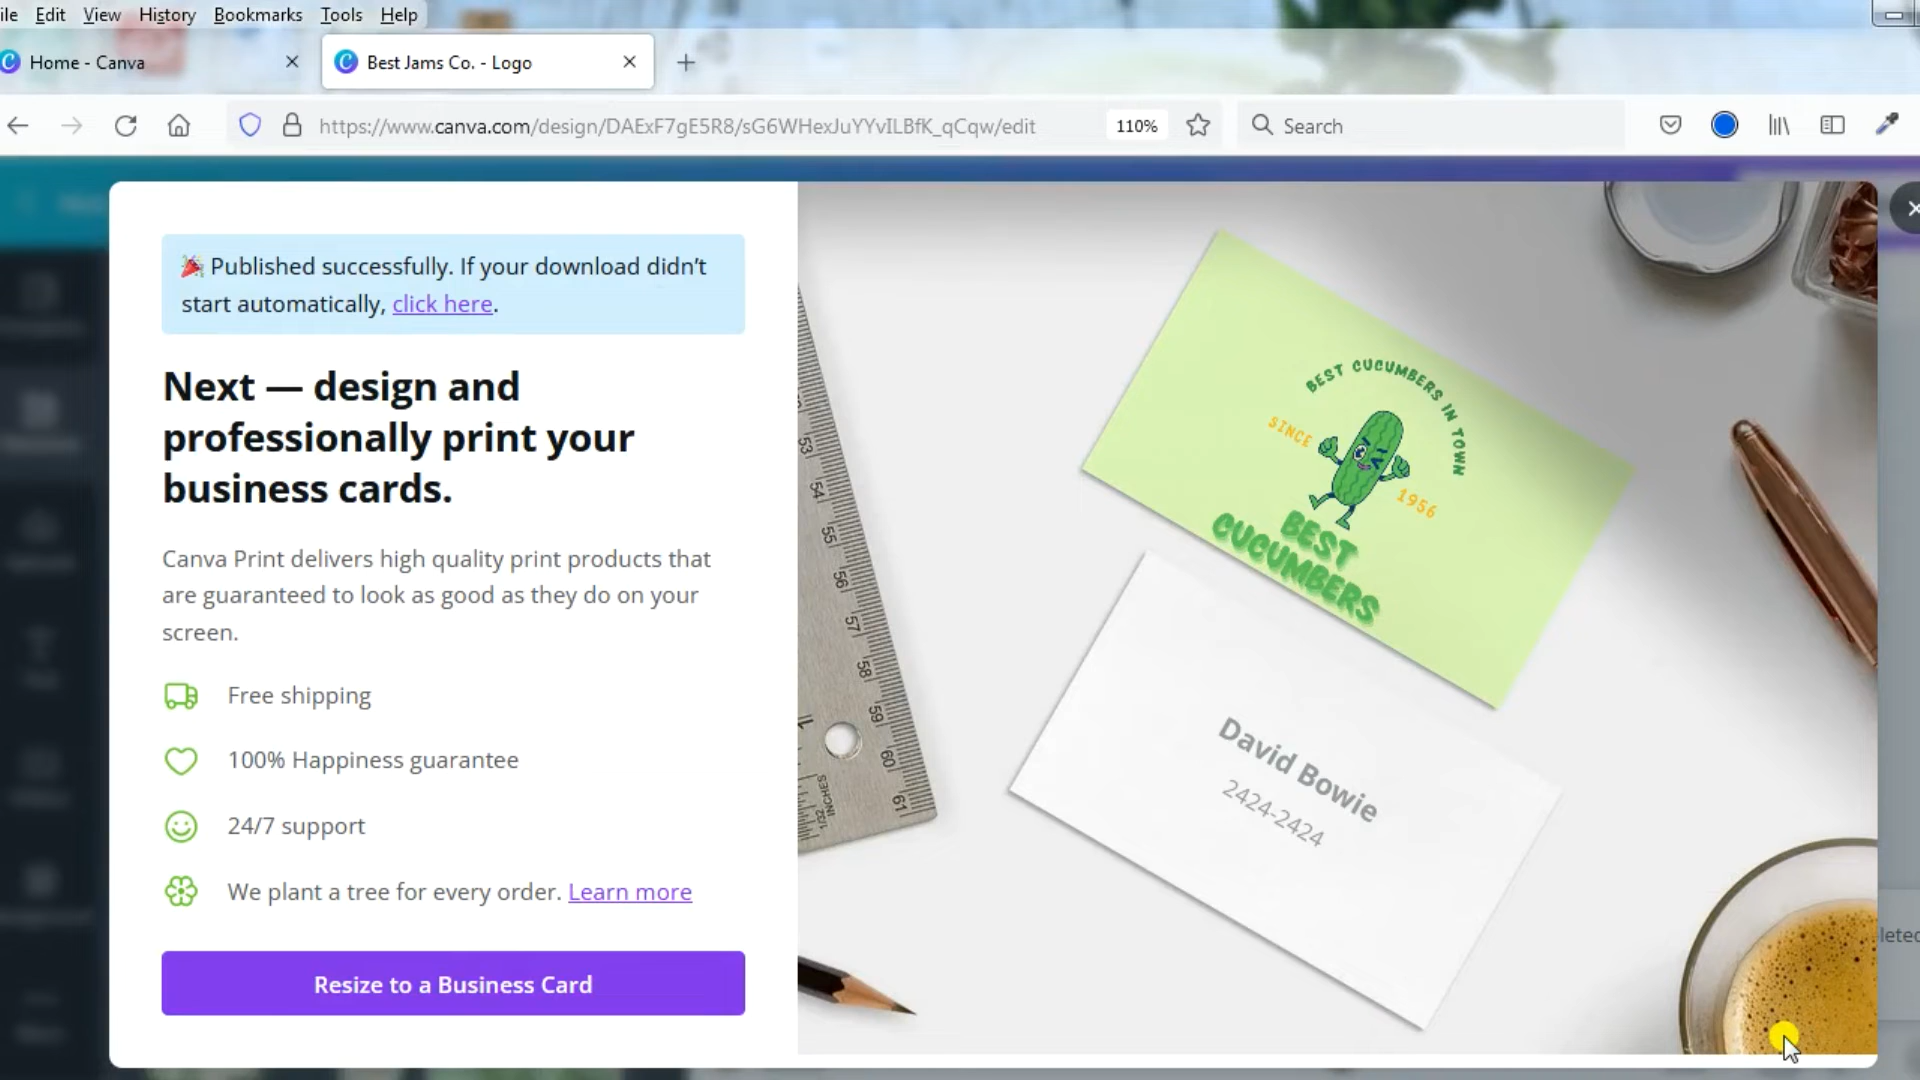 ile Edit View History Bookmarks Tools Help
Home - Canva
Best Jams Co. - Logo
https://www.canva.com/design/DAExF7gE5R8/sG6WHexJuYYvILBfK_qCqw/edit
110%
Search
🎉 Published successfully. If your download didn't
start automatically, click here.
Next — design and
professionally print your
business cards.
Canva Print delivers high quality print products that
are guaranteed to look as good as they do on your
screen.
Free shipping
100% Happiness guarantee
24/7 support
We plant a tree for every order. Learn more
Resize to a Business Card
53
54
55
56
57
58
59
60
61
1/32
INCHES
BEST CUCUMBERS IN TOWN
SINCE
1956
BEST
CUCUMBERS
David Bowie
2424-2424
leted